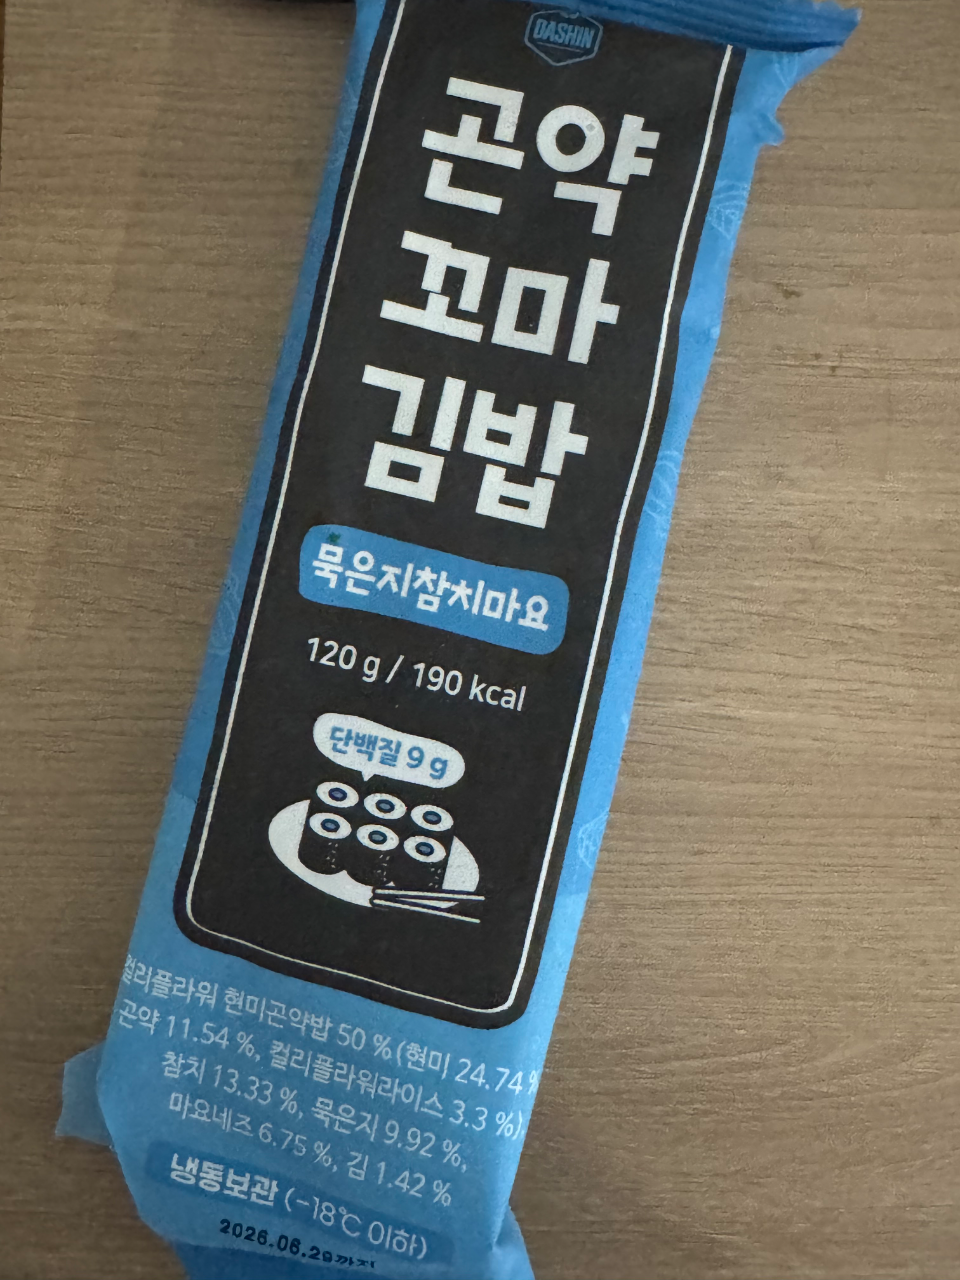 DASHIN
곤약
꼬마
김밥
묵은지참치마요
120 g / 190 kcal
단백질 9 g
컬리플라워 현미곤약밥 50 % (현미 24.74 %
곤약 11.54 %, 컬리플라워라이스 3.3 %),
참치 13.33 %, 묵은지 9.92 %,
마요네즈 6.75 %, 김 1.42 %
냉동보관 (-18℃ 이하)
2026.06.29까지